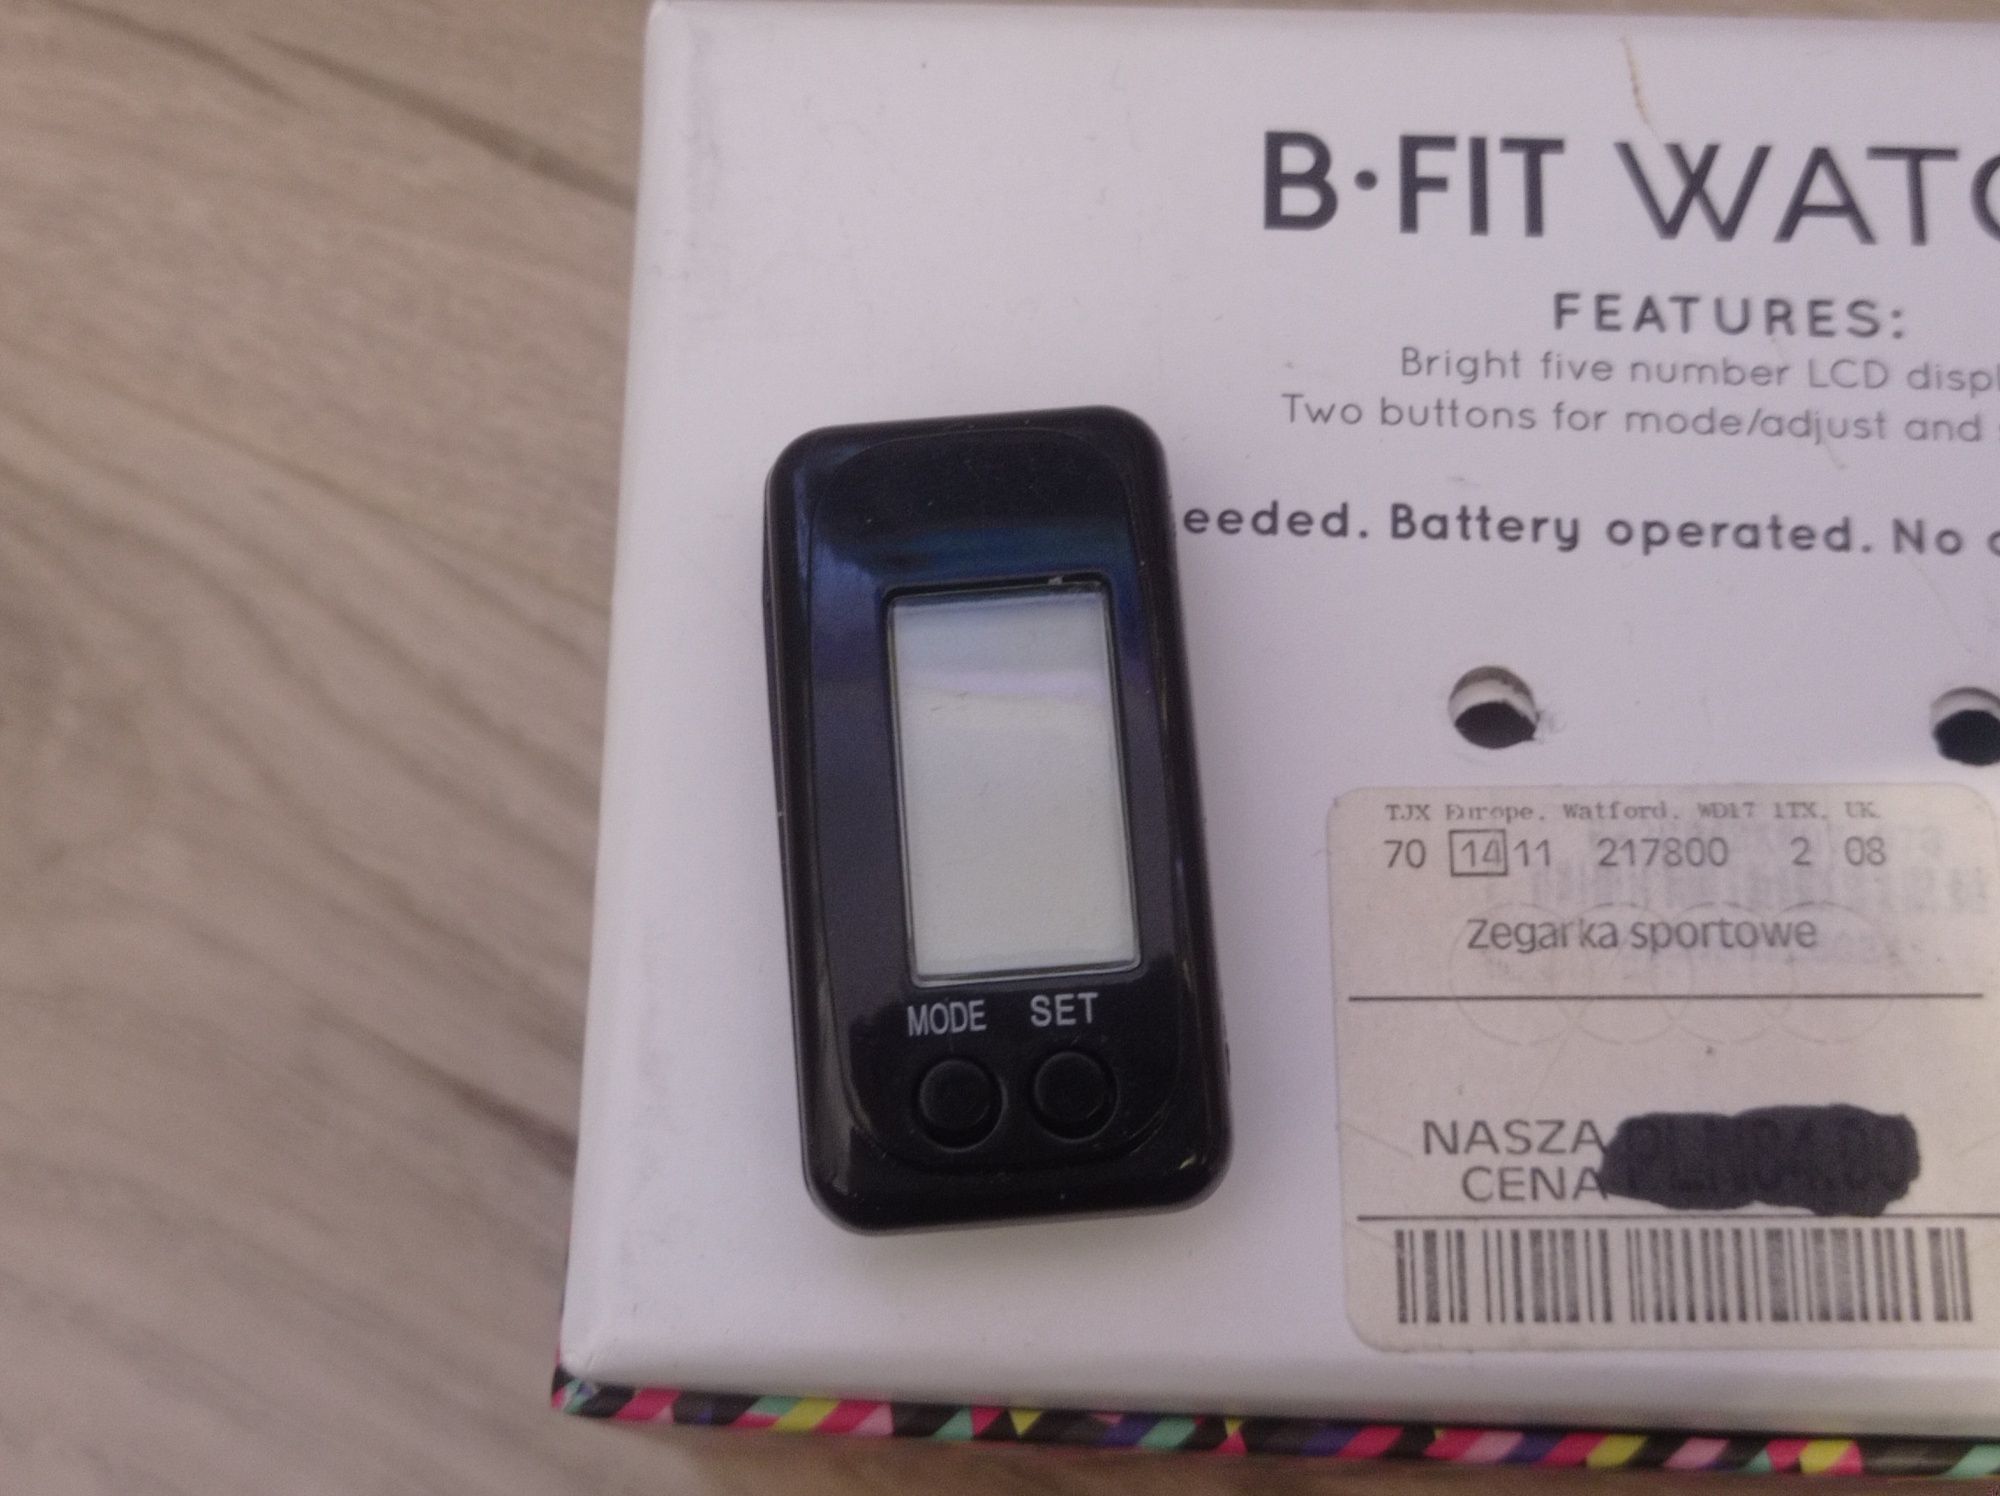 B·FIT WATC
FEATURES:
Bright five number LCD displ
Two buttons for mode/adjust and
eeded. Battery operated. No
MODE SET
TJX Europe, Watford, WD17 1TX, UK
70 14 11 217800 2 08
Zegarka sportowe
NASZA
CENA